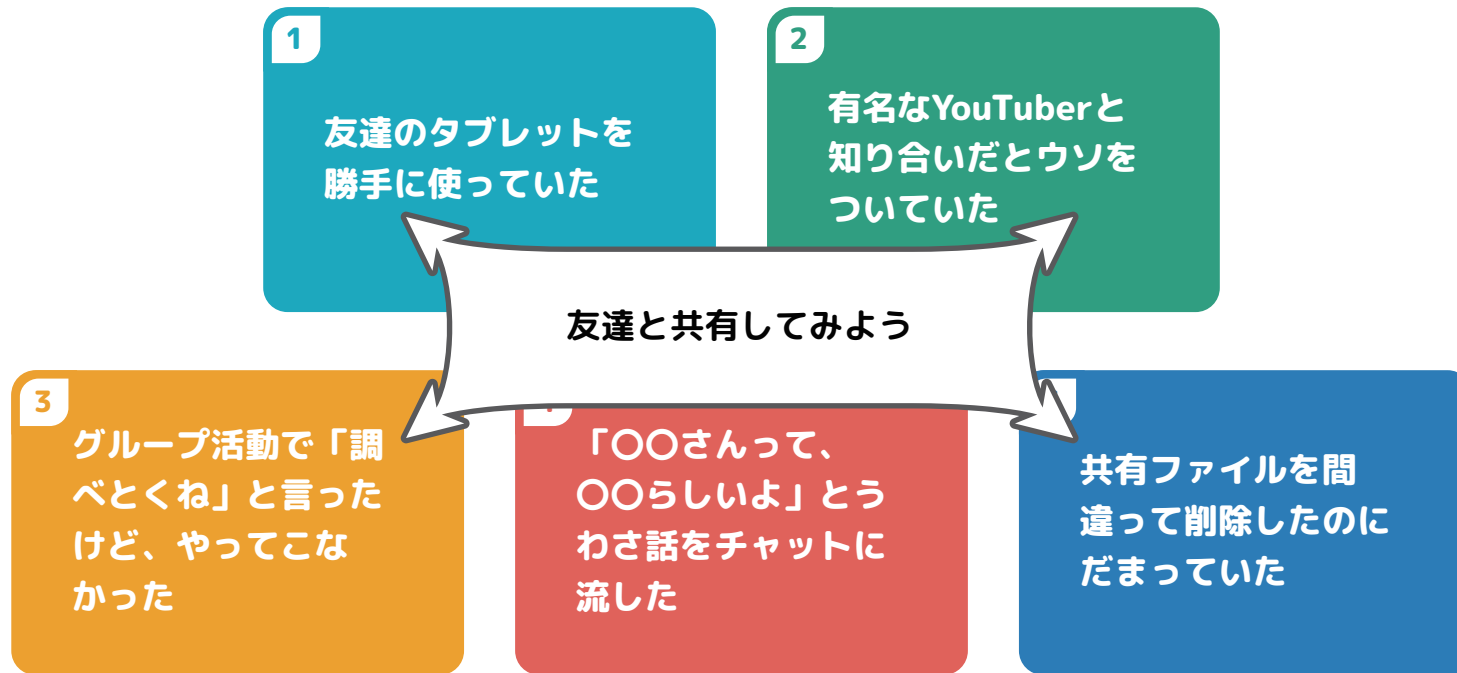 1
友達のタブレットを
勝手に使っていた
2
有名なYouTuberと
知り合いだとウソを
ついていた
友達と共有してみよう
3
グループ活動で「調
べとくね」と言った
けど、やってこな
かった
「〇〇さんって、
〇〇らしいよ」とう
わさ話をチャットに
流した
共有ファイルを間
違って削除したのに
だまっていた